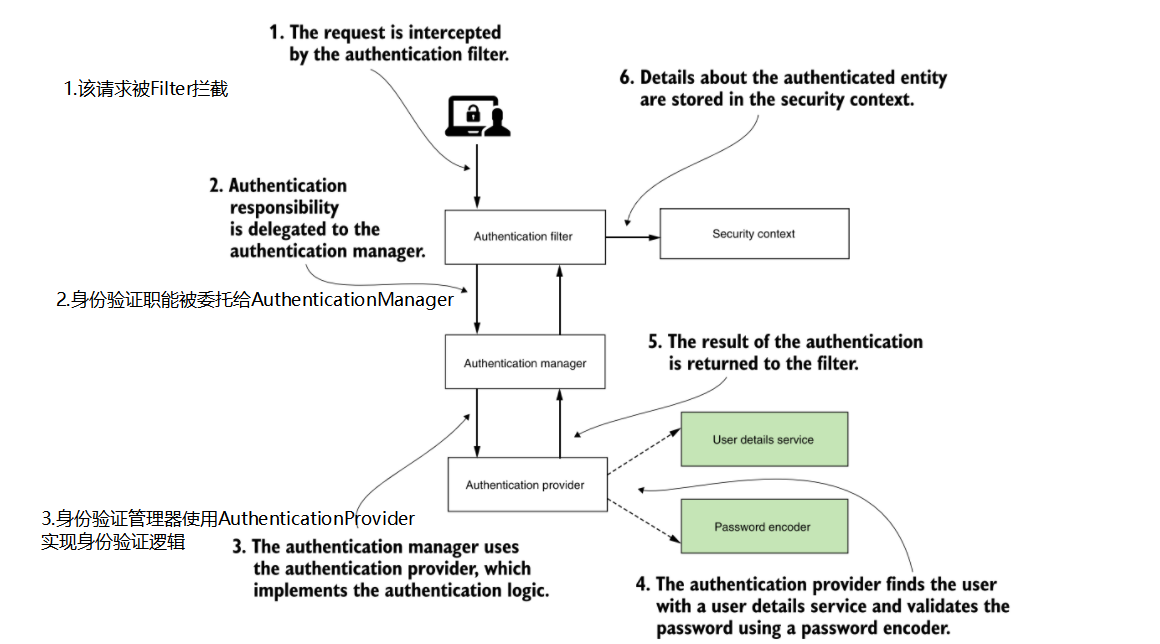 1. The request is intercepted
by the authentication filter.
1.该请求被Filter拦截
6. Details about the authenticated entity
are stored in the security context.
2. Authentication
responsibility
is delegated to the
authentication manager.
Authentication filter
Security context
2.身份验证职能被委托给AuthenticationManager
Authentication manager
5. The result of the authentication
is returned to the filter.
User details service
Authentication provider
Password encoder
3.身份验证管理器使用AuthenticationProvider
实现身份验证逻辑
3. The authentication manager uses
the authentication provider, which
implements the authentication logic.
4. The authentication provider finds the user
with a user details service and validates the
password using a password encoder.